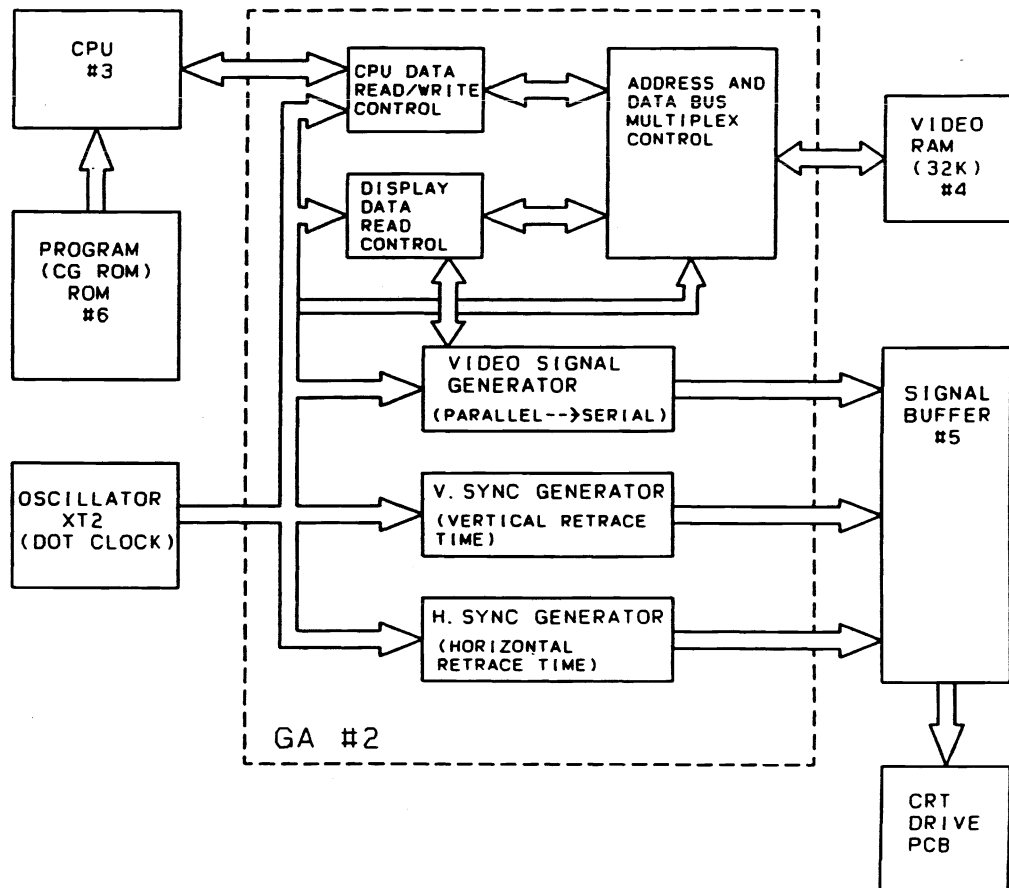 CPU
#3
CPU DATA
READ/WRITE
CONTROL
ADDRESS AND
DATA BUS
MULTIPLEX
CONTROL
VIDEO
RAM
(32K)
#4
DISPLAY
DATA
READ
CONTROL
PROGRAM
(CG ROM)
ROM
#6
VIDEO SIGNAL
GENERATOR
(PARALLEL-->SERIAL)
SIGNAL
BUFFER
#5
OSCILLATOR
XT2
(DOT CLOCK)
V. SYNC GENERATOR
(VERTICAL RETRACE
TIME)
H. SYNC GENERATOR
(HORIZONTAL
RETRACE TIME)
GA #2
CRT
DRIVE
PCB